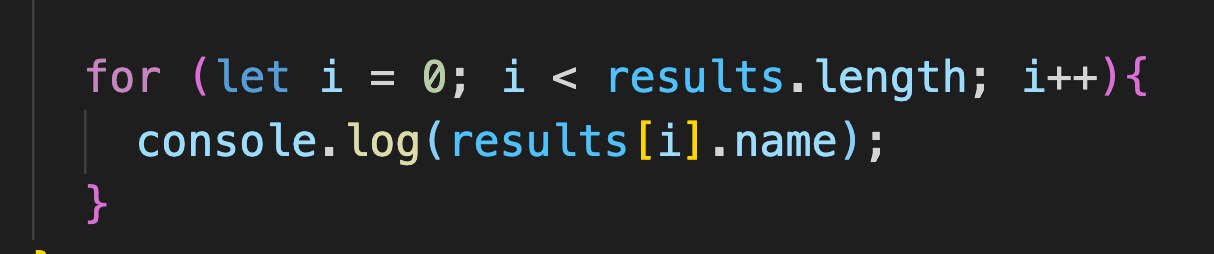 for (let i = 0; i < results.length; i++){
console.log(results[i].name);
}